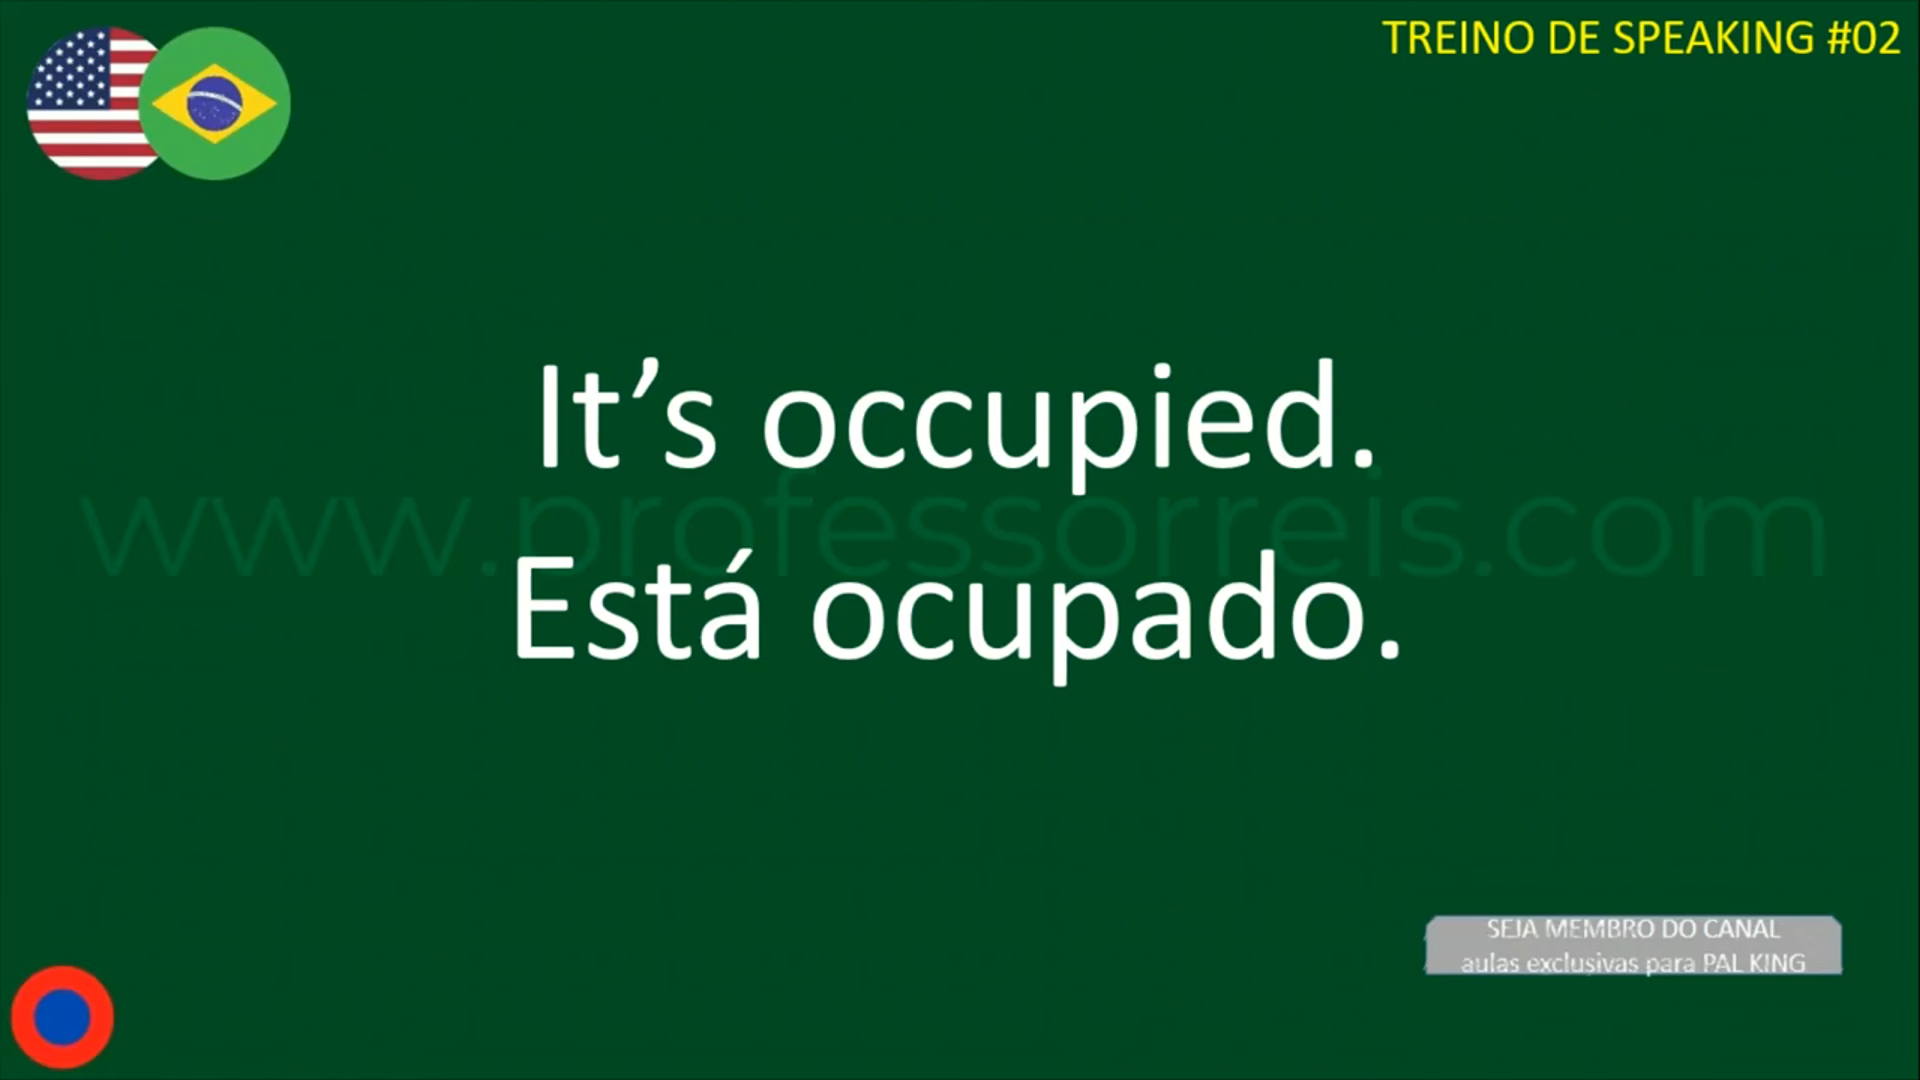 TREINO DE SPEAKING #02
It’s occupied.
www.professorreis.com
Está ocupado.
SEJA MEMBRO DO CANAL
aulas exclusivas para PAL KING